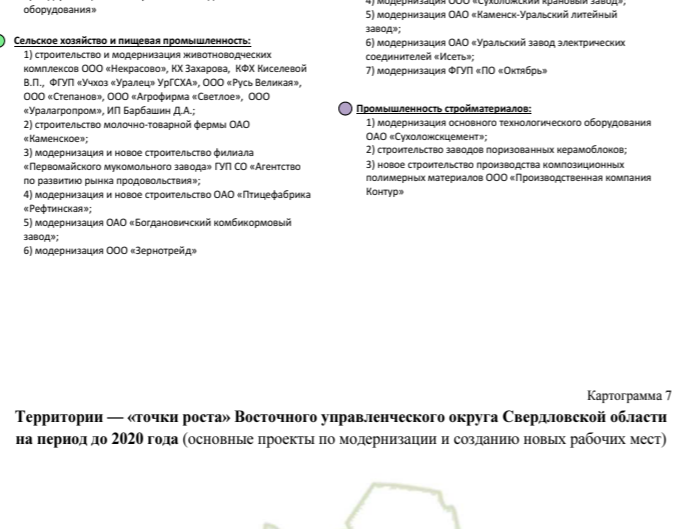 оборудования»
Сельское хозяйство и пищевая промышленность:
1) строительство и модернизация животноводческих
комплексов ООО «Некрасово», КХ Захарова, КФХ Киселевой
В.П., ФГУП «Учхоз «Уралец» УрГСХА», ООО «Русь Великая»,
ООО «Степанов», ООО «Агрофирма «Светлое», ООО
«Уралагропром», ИП Барбашин Д.А.;
2) строительство молочно-товарной фермы ОАО
«Каменское»;
3) модернизация и новое строительство филиала
«Первомайского мукомольного завода» ГУП СО «Агентство
по развитию рынка продовольствия»;
4) модернизация и новое строительство ОАО «Птицефабрика
«Рефтинская»;
5) модернизация ОАО «Богдановичский комбикормовый
завод»;
6) модернизация ООО «Зернотрейд»
4) модернизация ООО «Сухоложский крановый завод»;
5) модернизация ОАО «Каменск-Уральский литейный
завод»;
6) модернизация ОАО «Уральский завод электрических
соединителей «Исеть»;
7) модернизация ФГУП «ПО «Октябрь»
Промышленность стройматериалов:
1) модернизация основного технологического оборудования
ОАО «Сухоложскцемент»;
2) строительство заводов поризованных керамоблоков;
3) новое строительство производства композиционных
полимерных материалов ООО «Производственная компания
Контур»
Картограмма 7
Территории — «точки роста» Восточного управленческого округа Свердловской области
на период до 2020 года (основные проекты по модернизации и созданию новых рабочих мест)